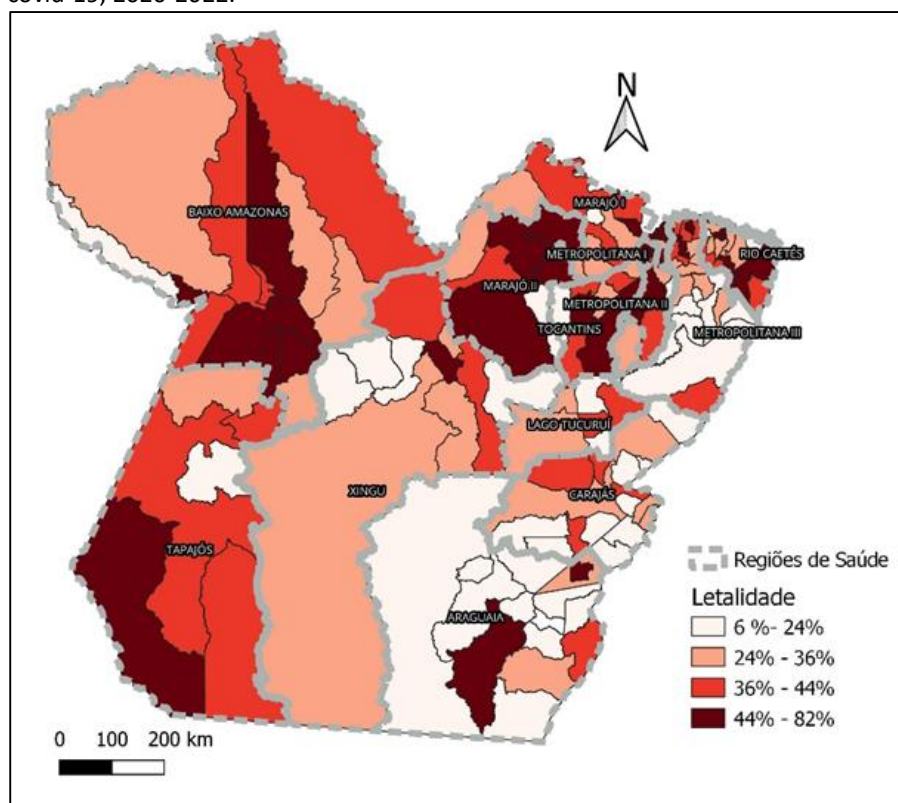 covid-19, 2020-2022.
N
MARAJÓ I
BAIXO AMAZONAS
RIO CAETÉS
METROPOLITANA I
MARAJÓ II
METROPOLITANA II
TOCANTINS
METROPOLITANA III
LAGO TUCURUÍ
XINGU
CARAJÁS
TAPAJÓS
ARAGUAIA
Regiões de Saúde
Letalidade
6 %- 24%
24% - 36%
36% - 44%
44% - 82%
0 100 200 km